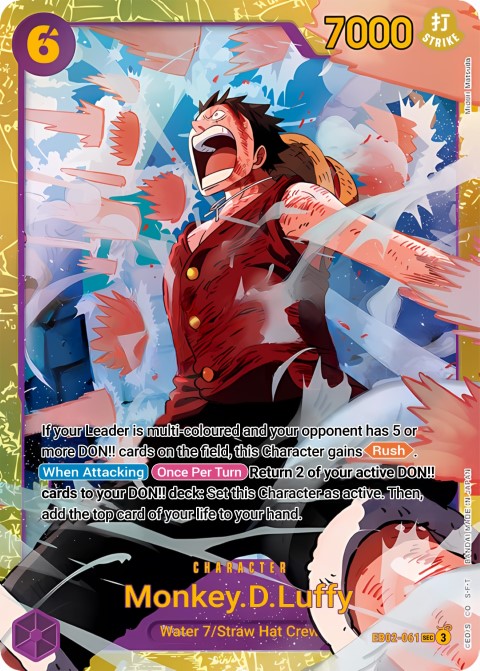 6
7000
打
STRIKE
Midori Matsuda
If your Leader is multi-coloured and your opponent has 5 or
more DON!! cards on the field, this Character gains Rush.
When Attacking Once Per Turn Return 2 of your active DON!!
cards to your DON!! deck: Set this Character as active. Then,
add the top card of your life to your hand.
CHARACTER
Monkey.D.Luffy
Water 7/Straw Hat Crew
EB02-061 SEC 3
©ED/S ©O S-F-T BANDAI MADE IN JAPAN